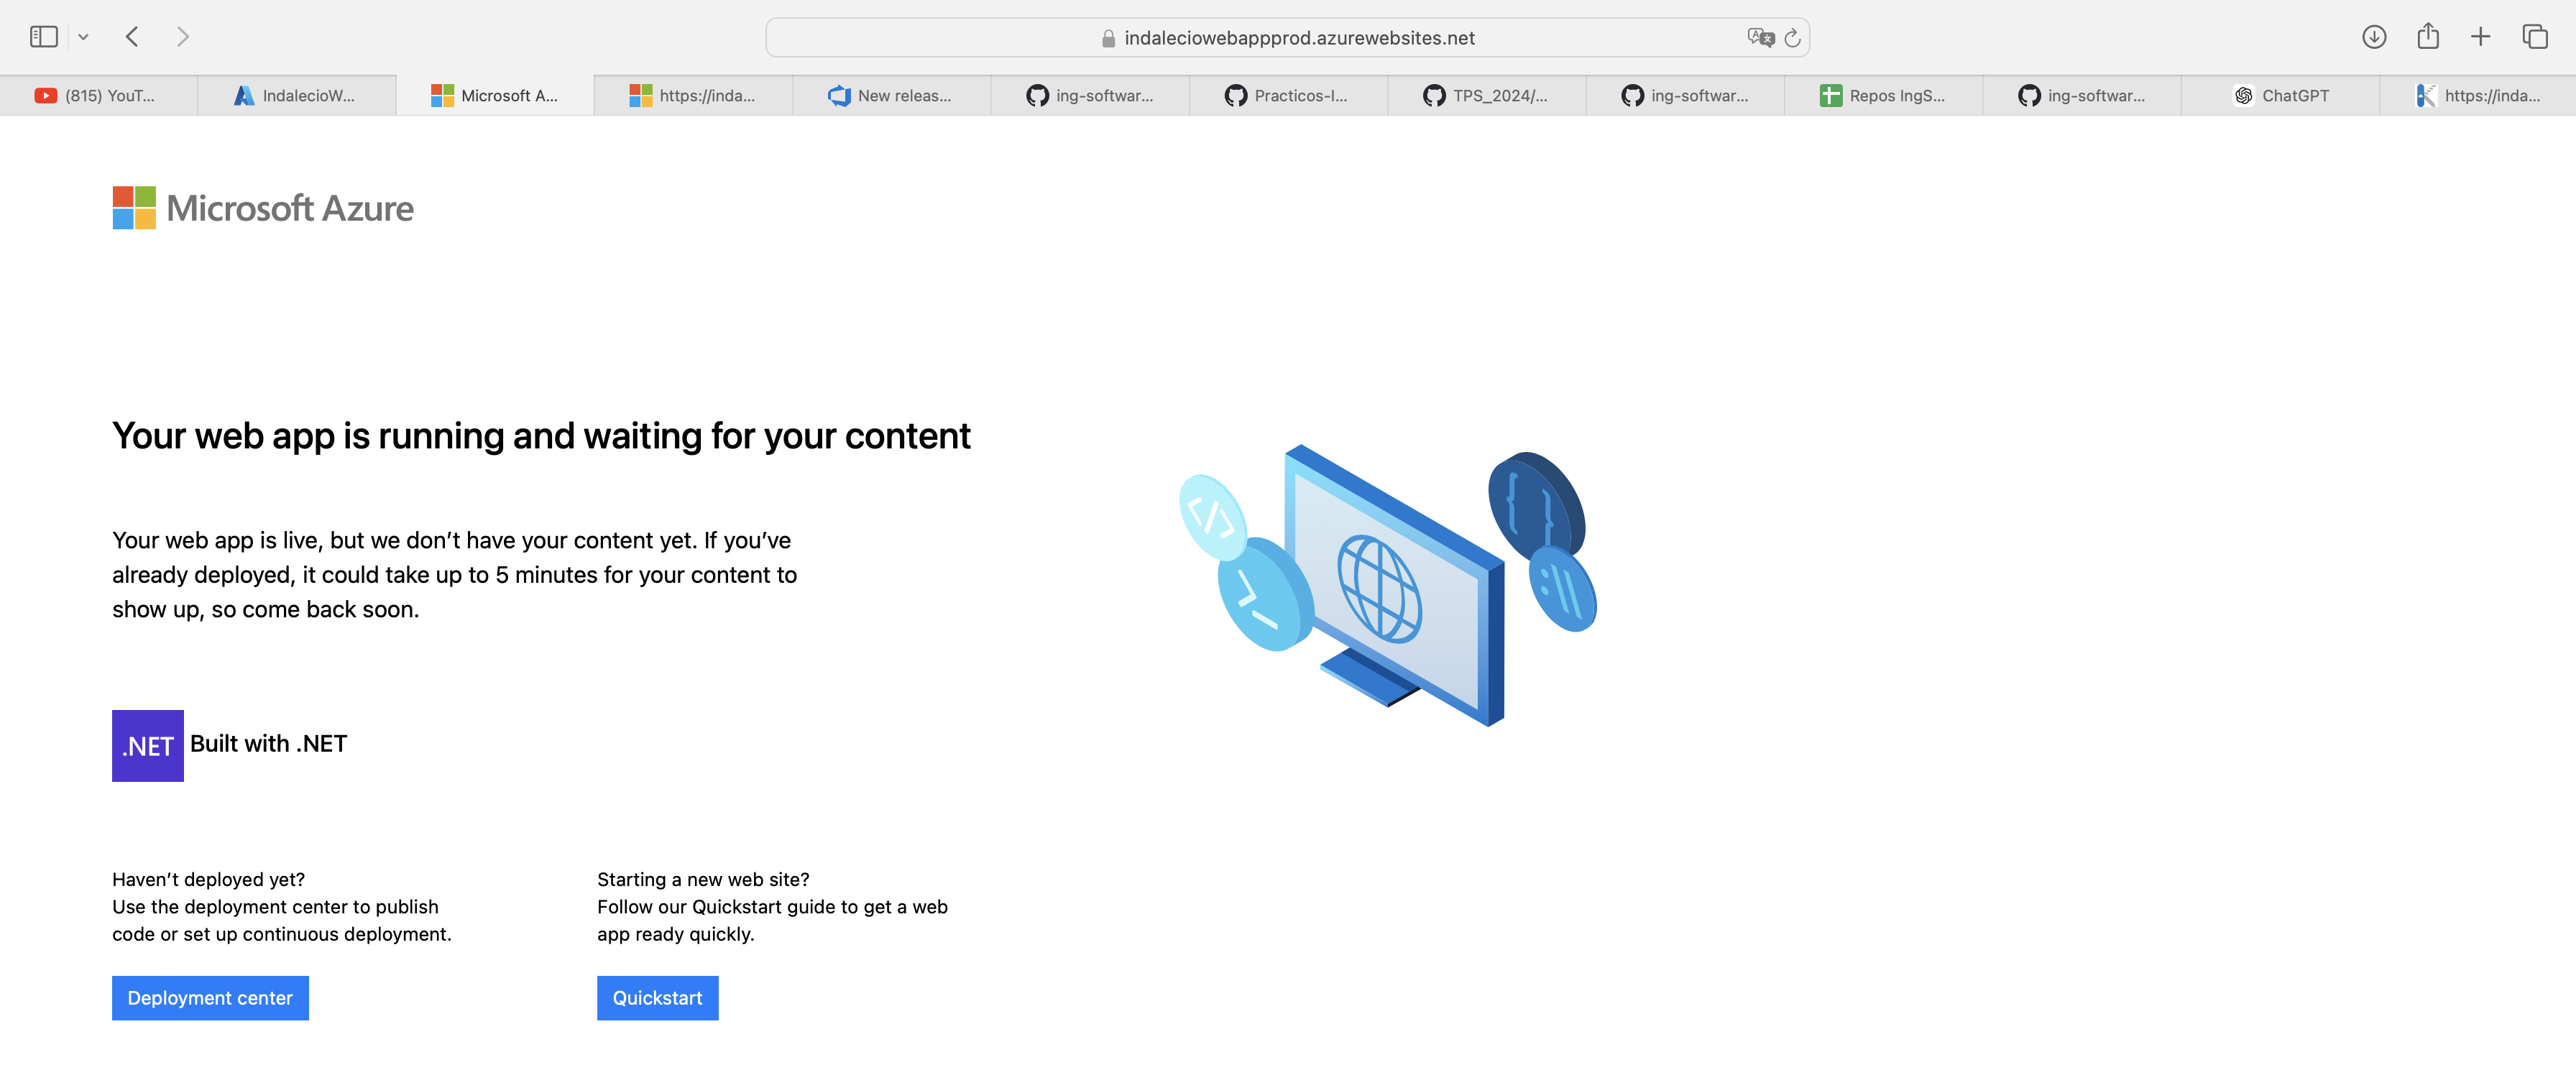 indaleciowebappprod.azurewebsites.net
(815) YouT...
IndalecioW...
Microsoft A...
https://inda...
New releas...
ing-softwar...
Practicos-I...
TPS_2024/...
ing-softwar...
Repos IngS...
ing-softwar...
ChatGPT
https://inda...
Microsoft Azure
Your web app is running and waiting for your content
Your web app is live, but we don’t have your content yet. If you’ve
already deployed, it could take up to 5 minutes for your content to
show up, so come back soon.
.NET
Built with .NET
Haven’t deployed yet?
Use the deployment center to publish
code or set up continuous deployment.
Deployment center
Starting a new web site?
Follow our Quickstart guide to get a web
app ready quickly.
Quickstart